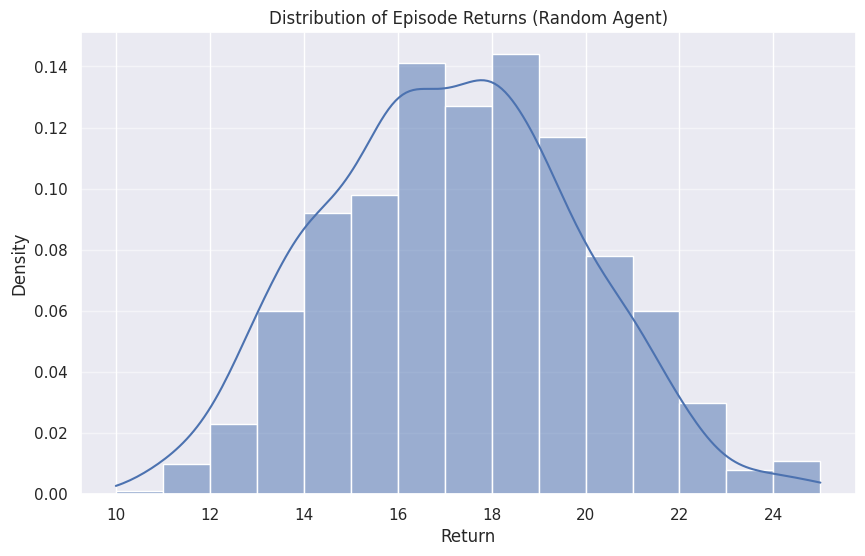 Distribution of Episode Returns (Random Agent)
Density
0.14
0.12
0.10
0.08
0.06
0.04
0.02
0.00
10 12 14 16 18 20 22 24
Return